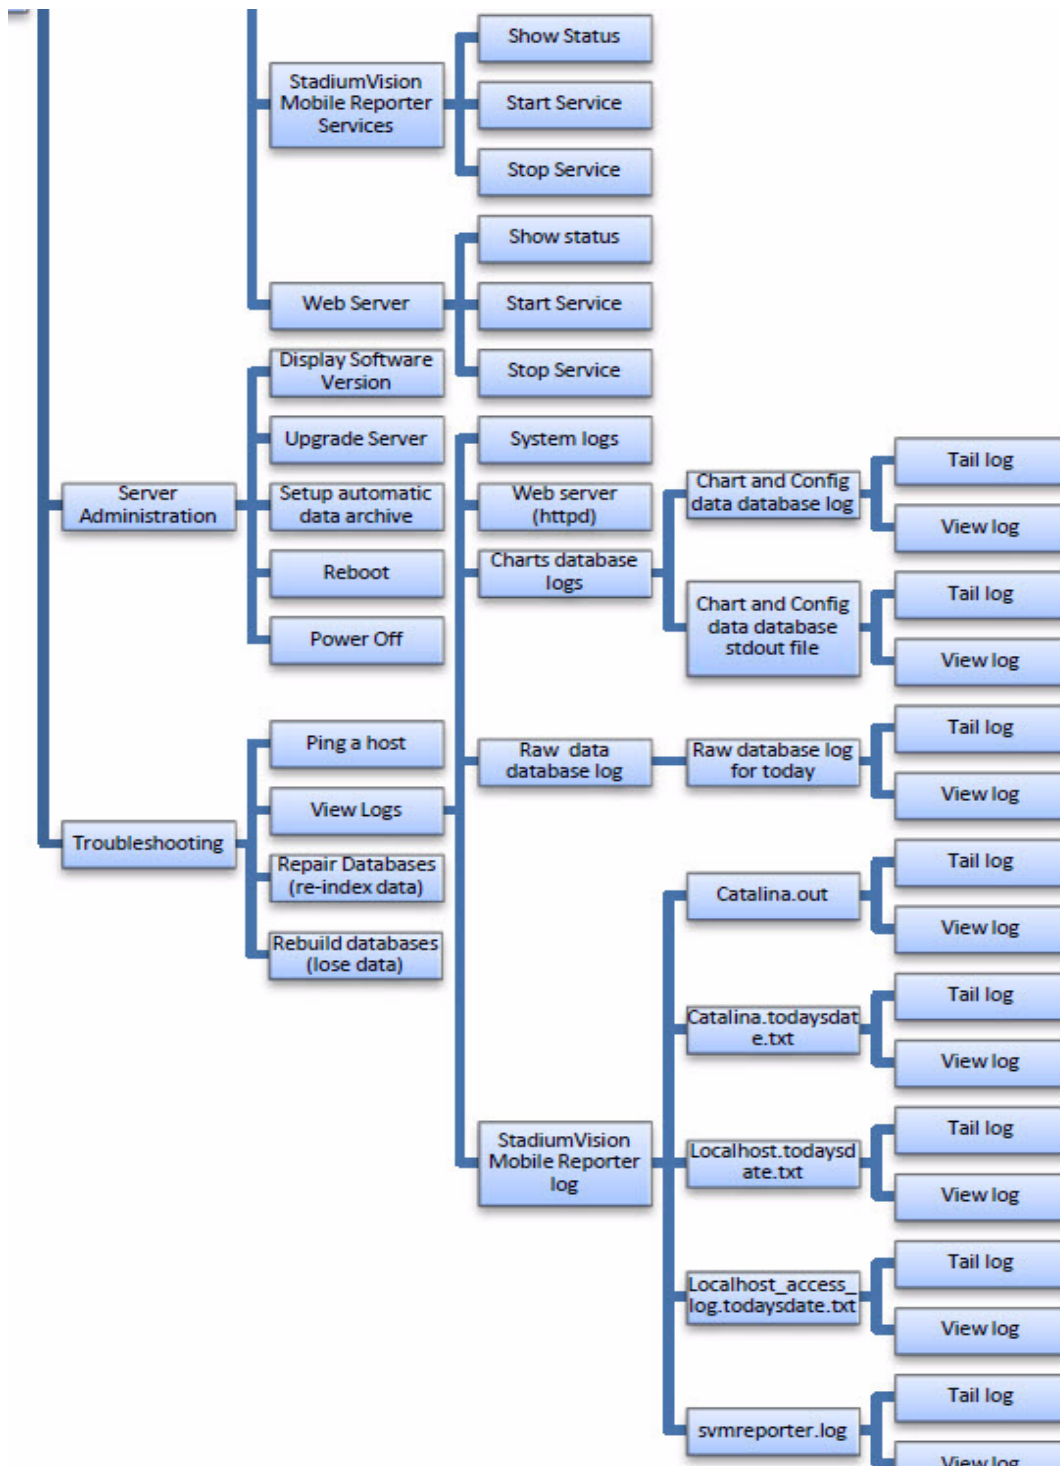 Show Status
StadiumVision
Mobile Reporter
Services
Start Service
Stop Service
Show status
Web Server
Start Service
Stop Service
Display Software
Version
Upgrade Server
Server
Administration
Setup automatic
data archive
Reboot
Power Off
System logs
Web server
(httpd)
Charts database
logs
Chart and Config
data database log
Tail log
View log
Chart and Config
data database
stdout file
Tail log
View log
Troubleshooting
Ping a host
View Logs
Repair Databases
(re-index data)
Rebuild databases
(lose data)
Raw data
database log
Raw database log
for today
Tail log
View log
StadiumVision
Mobile Reporter
log
Catalina.out
Tail log
View log
Catalina.todaysdat
e.txt
Tail log
View log
Localhost.todaysd
ate.txt
Tail log
View log
Localhost_access_
log.todaysdate.txt
Tail log
View log
svmreporter.log
Tail log
View log